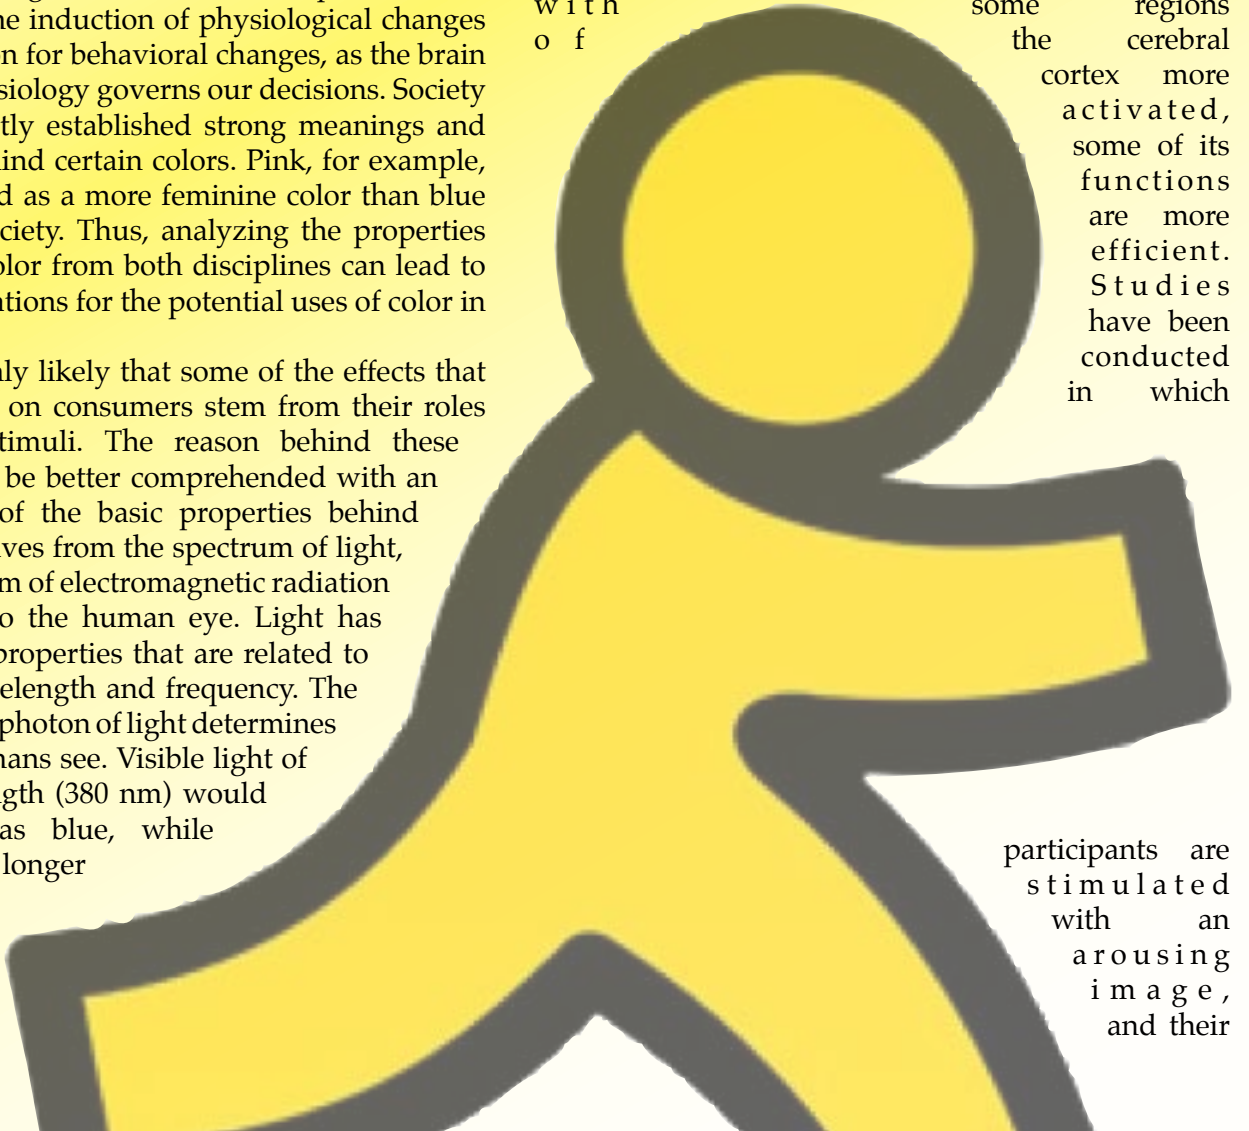 he induction of physiological changes
on for behavioral changes, as the brain
siology governs our decisions. Society
tly established strong meanings and
ind certain colors. Pink, for example,
d as a more feminine color than blue
ciety. Thus, analyzing the properties
olor from both disciplines can lead to
ations for the potential uses of color in
ly likely that some of the effects that
on consumers stem from their roles
timuli. The reason behind these
be better comprehended with an
of the basic properties behind
ves from the spectrum of light,
m of electromagnetic radiation
o the human eye. Light has
properties that are related to
elength and frequency. The
photon of light determines
mans see. Visible light of
gth (380 nm) would
as blue, while
longer
with
of
some regions
the cerebral
cortex more
activated,
some of its
functions
are more
efficient.
Studies
have been
conducted
in which
participants are
stimulated
with an
arousing
image,
and their